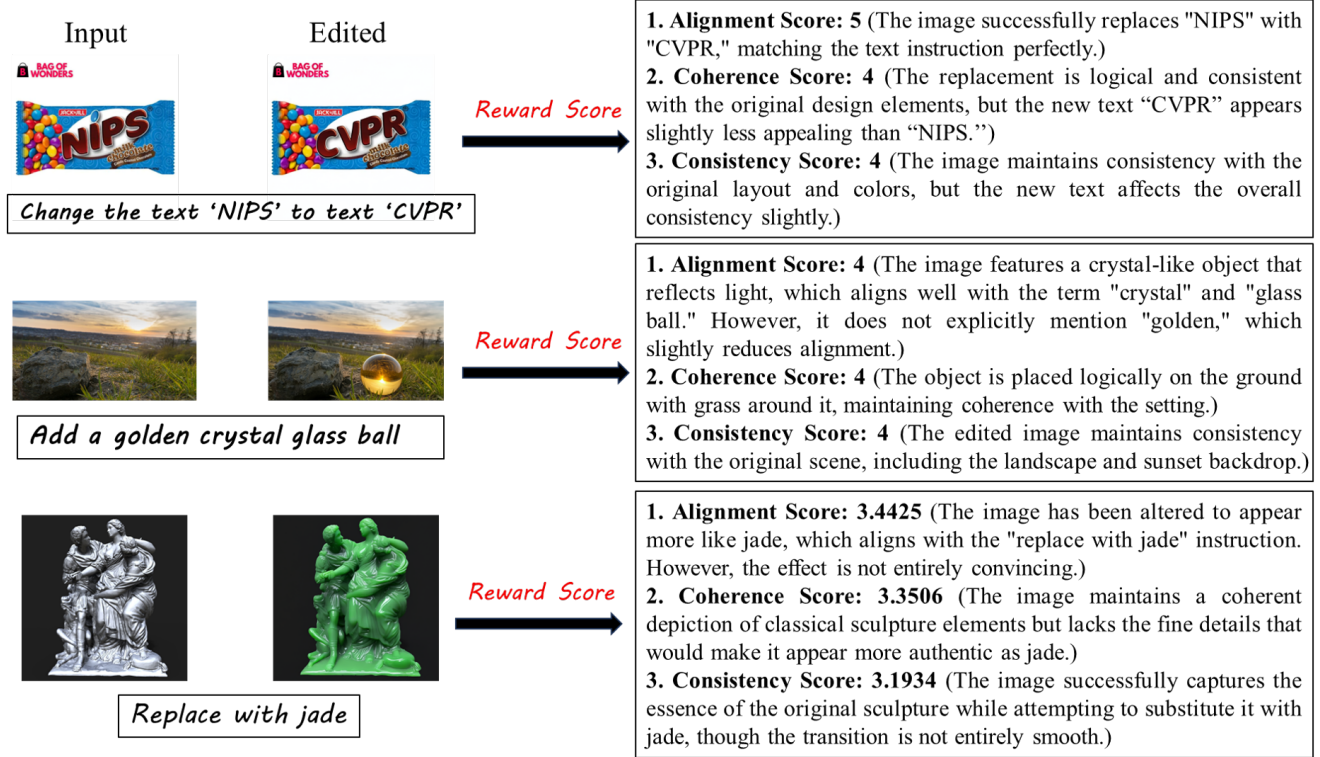 Input
Edited
BAG OF
WONDERS
JACK'nJILL
NIPS
milk
chocolate
BAG OF
WONDERS
JACK'nJILL
CVPR
milk
chocolate
Change the text ‘NIPS’ to text ‘CVPR’
Reward Score
1. Alignment Score: 5 (The image successfully replaces "NIPS" with
"CVPR," matching the text instruction perfectly.)
2. Coherence Score: 4 (The replacement is logical and consistent
with the original design elements, but the new text “CVPR” appears
slightly less appealing than “NIPS.’’)
3. Consistency Score: 4 (The image maintains consistency with the
original layout and colors, but the new text affects the overall
consistency slightly.)
Add a golden crystal glass ball
Reward Score
1. Alignment Score: 4 (The image features a crystal-like object that
reflects light, which aligns well with the term "crystal" and "glass
ball." However, it does not explicitly mention "golden," which
slightly reduces alignment.)
2. Coherence Score: 4 (The object is placed logically on the ground
with grass around it, maintaining coherence with the setting.)
3. Consistency Score: 4 (The edited image maintains consistency
with the original scene, including the landscape and sunset backdrop.)
Replace with jade
Reward Score
1. Alignment Score: 3.4425 (The image has been altered to appear
more like jade, which aligns with the "replace with jade" instruction.
However, the effect is not entirely convincing.)
2. Coherence Score: 3.3506 (The image maintains a coherent
depiction of classical sculpture elements but lacks the fine details that
would make it appear more authentic as jade.)
3. Consistency Score: 3.1934 (The image successfully captures the
essence of the original sculpture while attempting to substitute it with
jade, though the transition is not entirely smooth.)